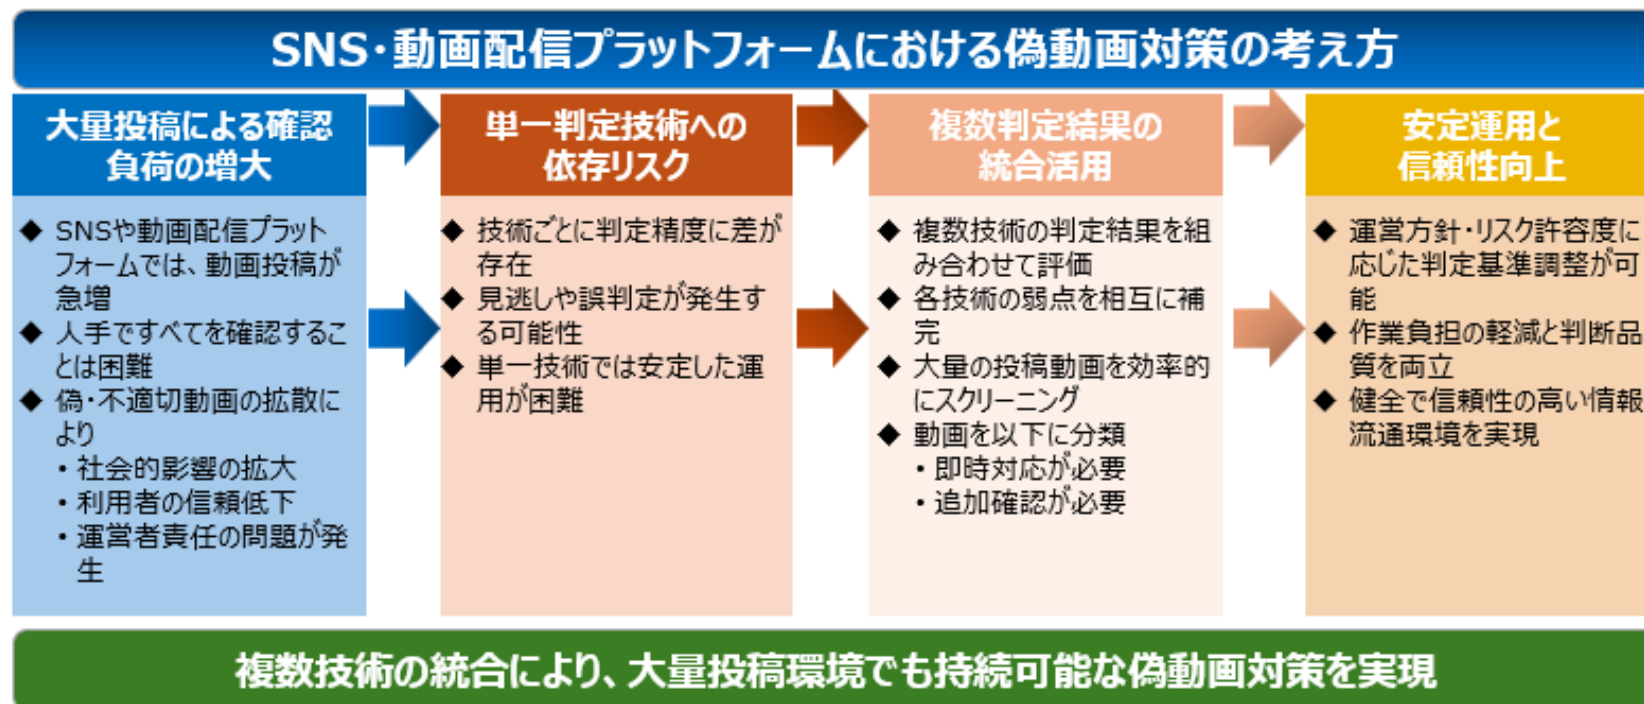 SNS・動画配信プラットフォームにおける偽動画対策の考え方
大量投稿による確認
負荷の増大
◆ SNSや動画配信プラット
フォームでは、動画投稿が
急増
◆ 人手ですべてを確認するこ
とは困難
◆ 偽・不適切動画の拡散に
より
・社会的影響の拡大
・利用者の信頼低下
・運営者責任の問題が発
生
単一判定技術への
依存リスク
◆ 技術ごとに判定精度に差が
存在
◆ 見逃しや誤判定が発生す
る可能性
◆ 単一技術では安定した運
用が困難
複数判定結果の
統合活用
◆ 複数技術の判定結果を組
み合わせて評価
◆ 各技術の弱点を相互に補
完
◆ 大量の投稿動画を効率的
にスクリーニング
◆ 動画を以下に分類
・即時対応が必要
・追加確認が必要
安定運用と
信頼性向上
◆ 運営方針・リスク許容度に
応じた判定基準調整が可
能
◆ 作業負担の軽減と判断品
質を両立
◆ 健全で信頼性の高い情報
流通環境を実現
複数技術の統合により、大量投稿環境でも持続可能な偽動画対策を実現